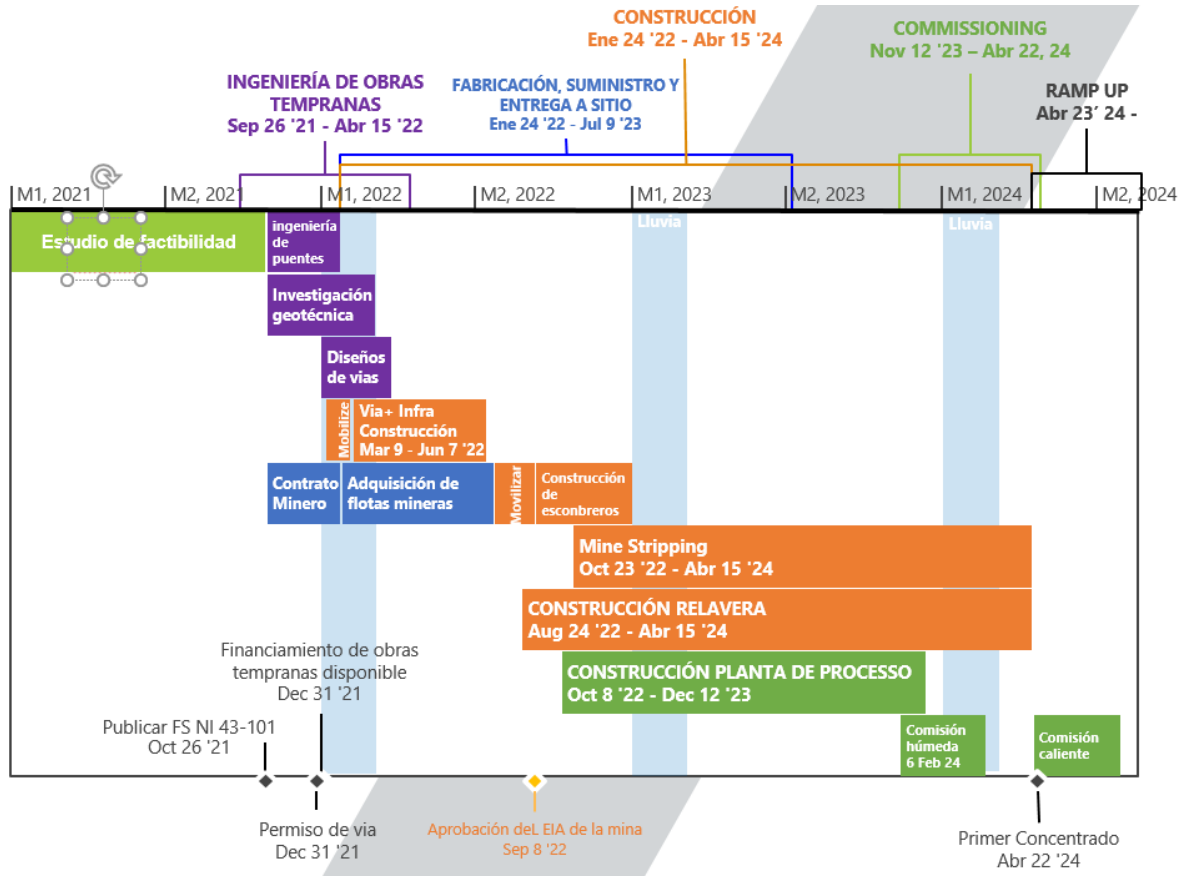 CONSTRUCCIÓN
Ene 24 '22 - Abr 15 '24
COMMISSIONING
Nov 12 '23 – Abr 22, 24
INGENIERÍA DE OBRAS
TEMPRANAS
Sep 26 '21 - Abr 15 '22
FABRICACIÓN, SUMINISTRO Y
ENTREGA A SITIO
Ene 24 '22 - Jul 9 '23
RAMP UP
Abr 23´ 24 -
M1, 2021
M2, 2021
M1, 2022
M2, 2022
M1, 2023
M2, 2023
M1, 2024
M2, 2024
Estudio de factibilidad
ingeniería
de
puentes
Lluvia
Lluvia
Investigación
geotécnica
Diseños
de vias
Mobilize
Via+ Infra
Construcción
Mar 9 - Jun 7 '22
Contrato
Minero
Adquisición de
flotas mineras
Movilizar
Construcción
de
esconbreros
Mine Stripping
Oct 23 '22 - Abr 15 '24
CONSTRUCCIÓN RELAVERA
Aug 24 '22 - Abr 15 '24
CONSTRUCCIÓN PLANTA DE PROCESSO
Oct 8 '22 - Dec 12 '23
Financiamiento de obras
tempranas disponible
Dec 31 '21
Publicar FS NI 43-101
Oct 26 '21
Comisión
húmeda
6 Feb 24
Comisión
caliente
Permiso de via
Dec 31 '21
Aprobación deL EIA de la mina
Sep 8 '22
Primer Concentrado
Abr 22 '24